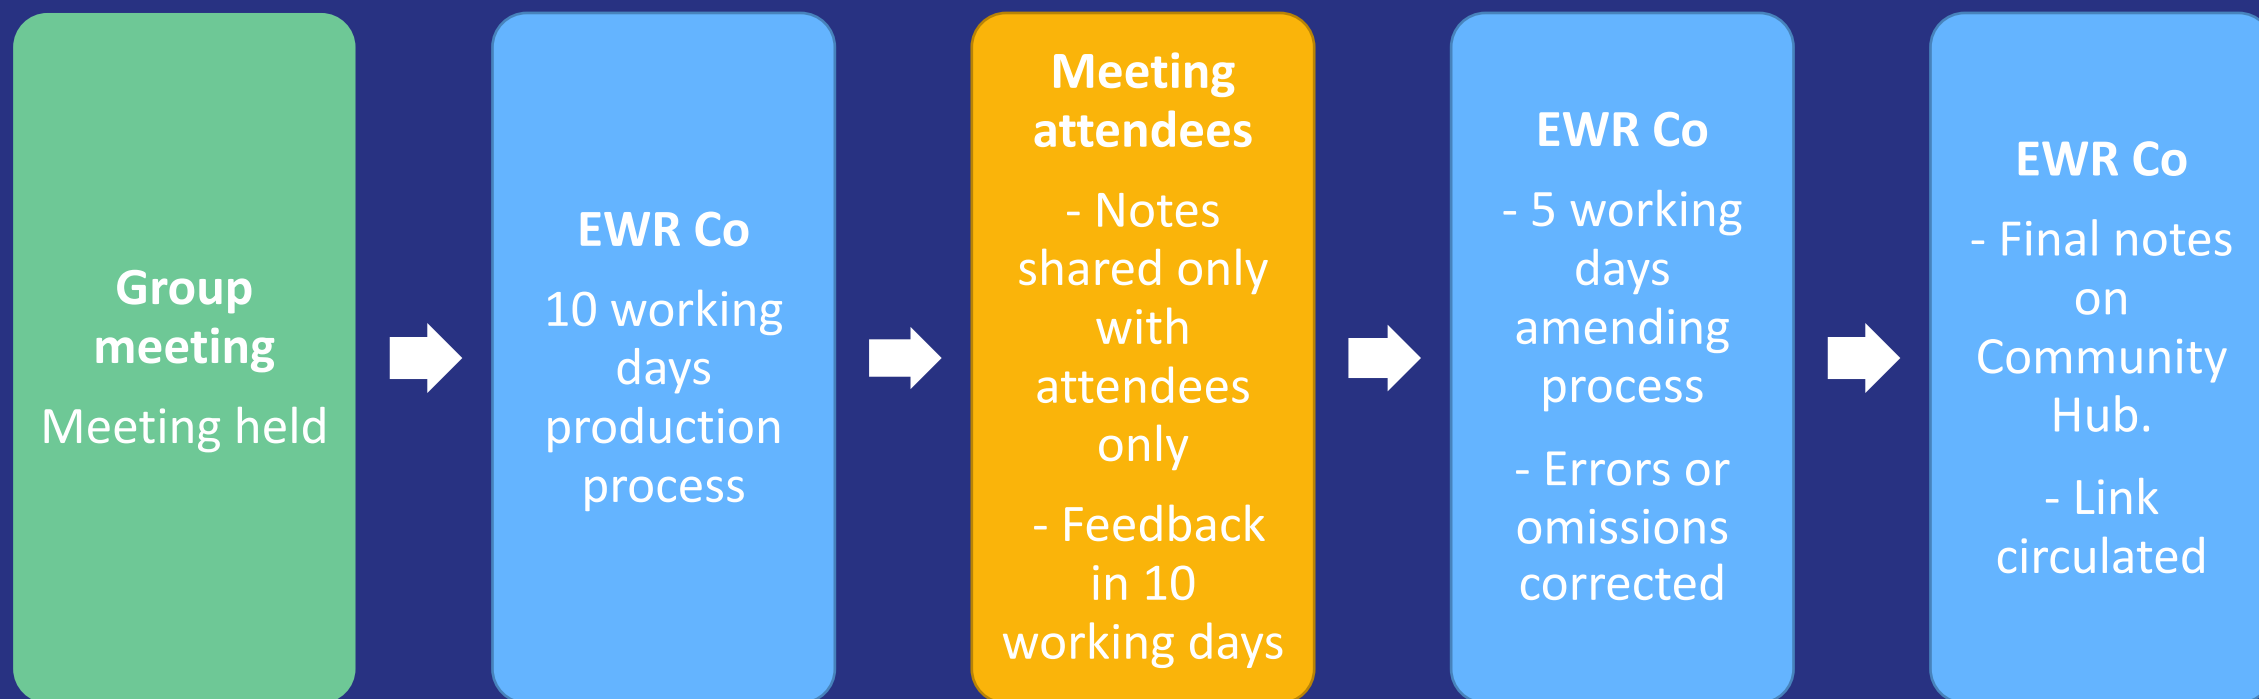 Group
meeting
Meeting held
EWR Co
10 working
days
production
process
Meeting
attendees
- Notes
shared only
with
attendees
only
- Feedback
in 10
working days
EWR Co
- 5 working
days
amending
process
- Errors or
omissions
corrected
EWR Co
- Final notes
on
Community
Hub.
- Link
circulated